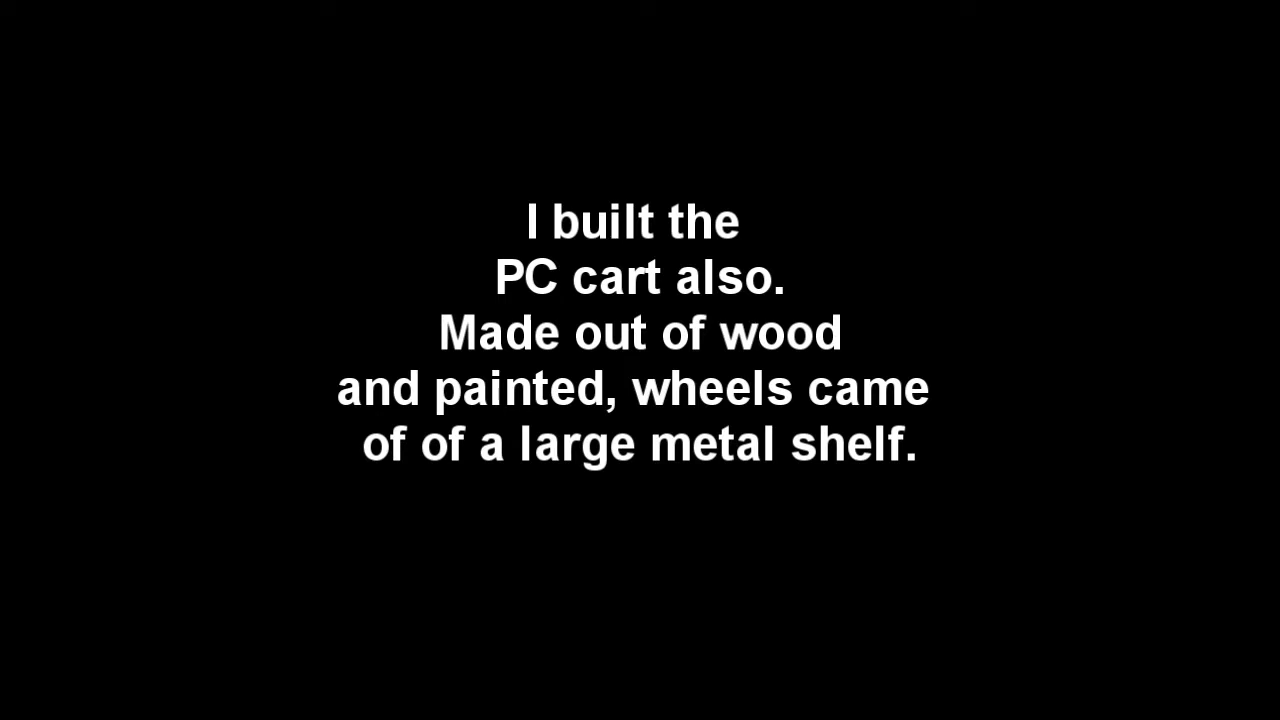 I built the
PC cart also.
Made out of wood
and painted, wheels came
of of a large metal shelf.